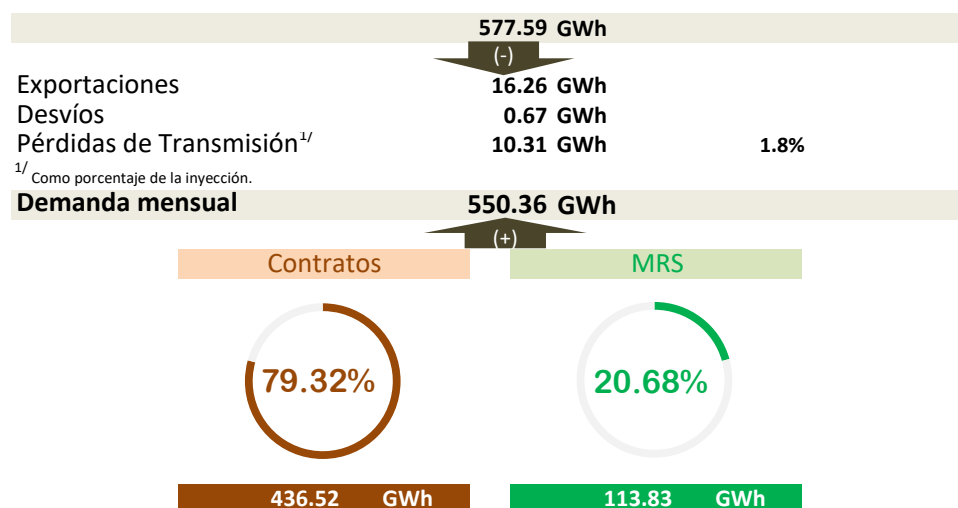 577.59 GWh
(-)
Exportaciones 16.26 GWh
Desvíos 0.67 GWh
Pérdidas de Transmisión 1/ 10.31 GWh 1.8%
1/ Como porcentaje de la inyección.
Demanda mensual 550.36 GWh
(+)
Contratos MRS
79.32% 20.68%
436.52 GWh 113.83 GWh